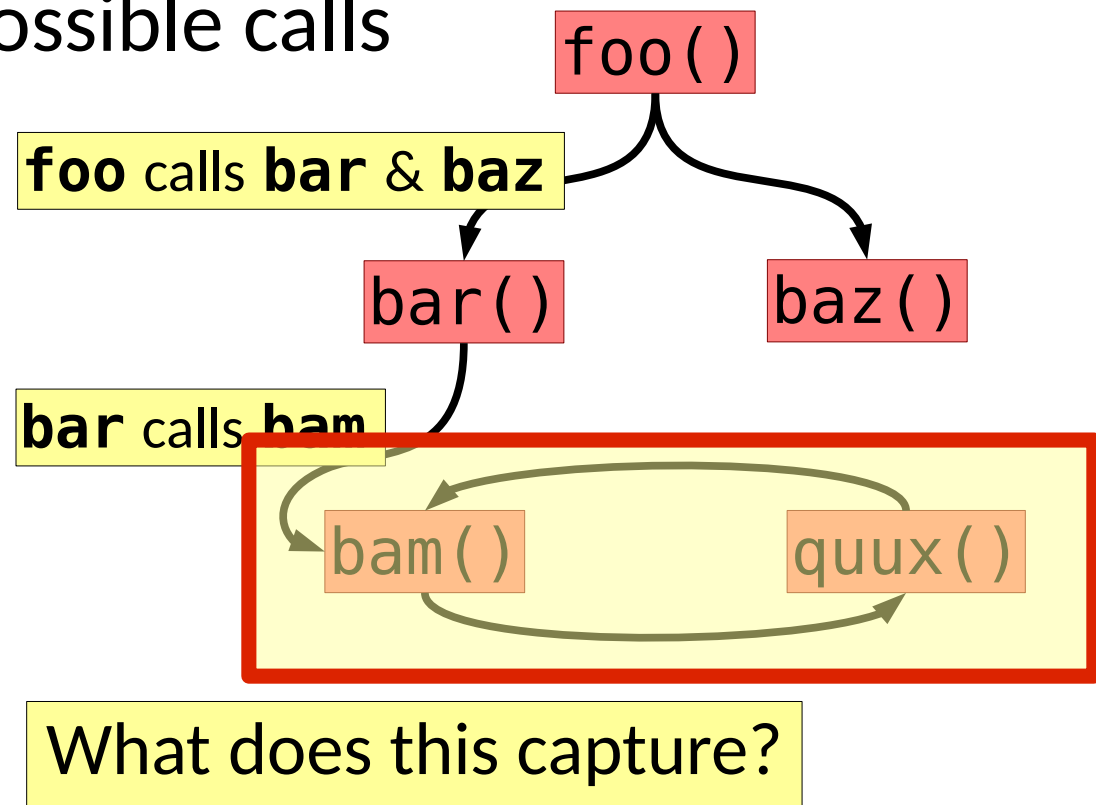 ossible calls
foo()
foo calls bar & baz
bar()
baz()
bar calls bam
bam()
quux()
What does this capture?